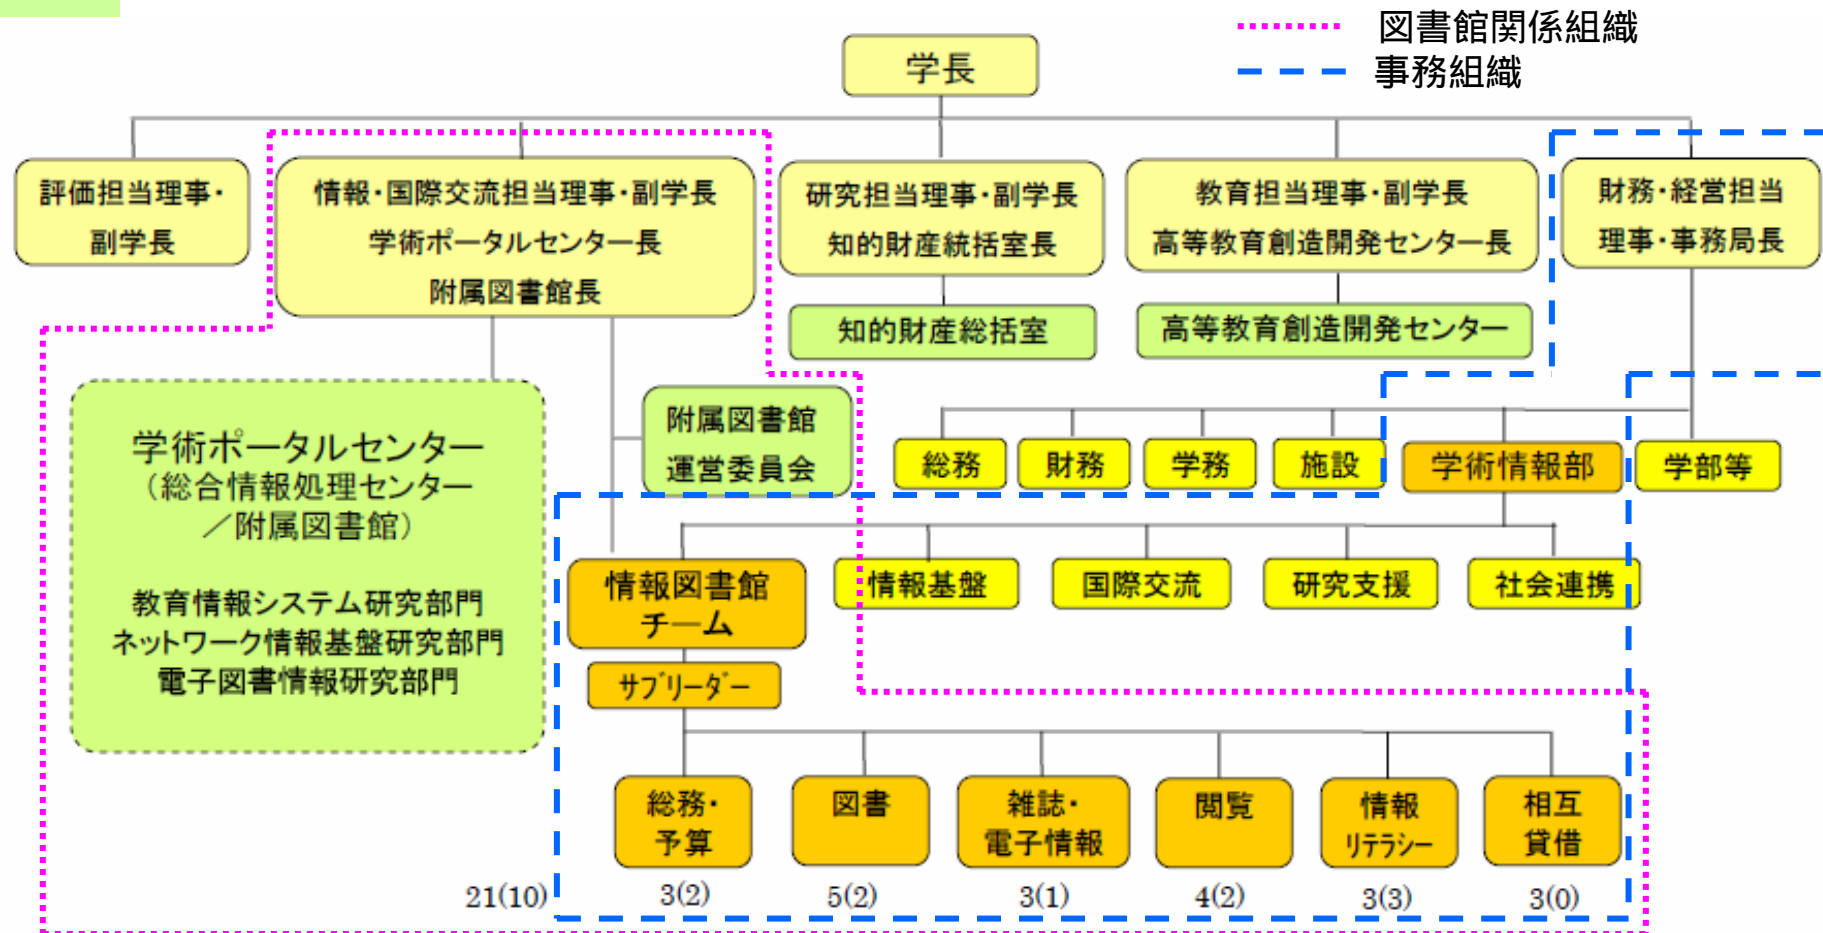 図書館関係組織
事務組織
学長
評価担当理事・
副学長
情報・国際交流担当理事・副学長
学術ポータルセンター長
附属図書館長
研究担当理事・副学長
知的財産統括室長
教育担当理事・副学長
高等教育創造開発センター長
財務・経営担当
理事・事務局長
知的財産総括室
高等教育創造開発センター
学術ポータルセンター
（総合情報処理センター
／附属図書館）
教育情報システム研究部門
ネットワーク情報基盤研究部門
電子図書情報研究部門
附属図書館
運営委員会
総務
財務
学務
施設
学術情報部
学部等
情報図書館
チーム
情報基盤
国際交流
研究支援
社会連携
サブリーダー
総務・
予算
図書
雑誌・
電子情報
閲覧
情報
リテラシー
相互
貸借
21(10)
3(2)
5(2)
3(1)
4(2)
3(3)
3(0)